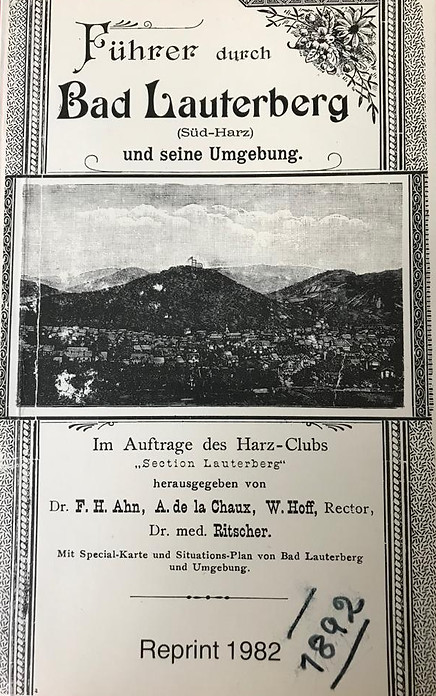 Führer durch
Bad Lauterberg
(Süd-Harz)
und seine Umgebung.
Im Auftrage des Harz-Clubs
„Section Lauterberg“
herausgegeben von
Dr. F. H. Ahn, A. de la Chaux, W. Hoff, Rector,
Dr. med. Ritscher.
Mit Special-Karte und Situations-Plan von Bad Lauterberg
und Umgebung.
Reprint 1982
1892